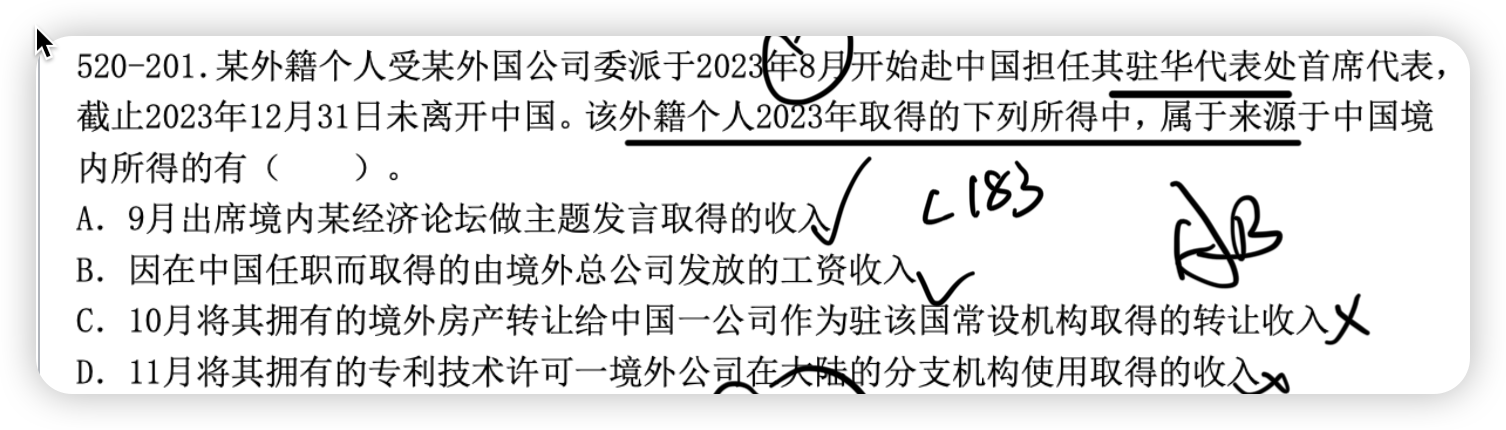 520-201.某外籍个人受某外国公司委派于2023年8月开始赴中国担任其驻华代表处首席代表，
截止2023年12月31日未离开中国。该外籍个人2023年取得的下列所得中，属于来源于中国境
内所得的有（　　）。
A. 9月出席境内某经济论坛做主题发言取得的收入
C183
B. 因在中国任职而取得的由境外总公司发放的工资收入
C. 10月将其拥有的境外房产转让给中国一公司作为驻该国常设机构取得的转让收入
D. 11月将其拥有的专利技术许可一境外公司在大陆的分支机构使用取得的收入